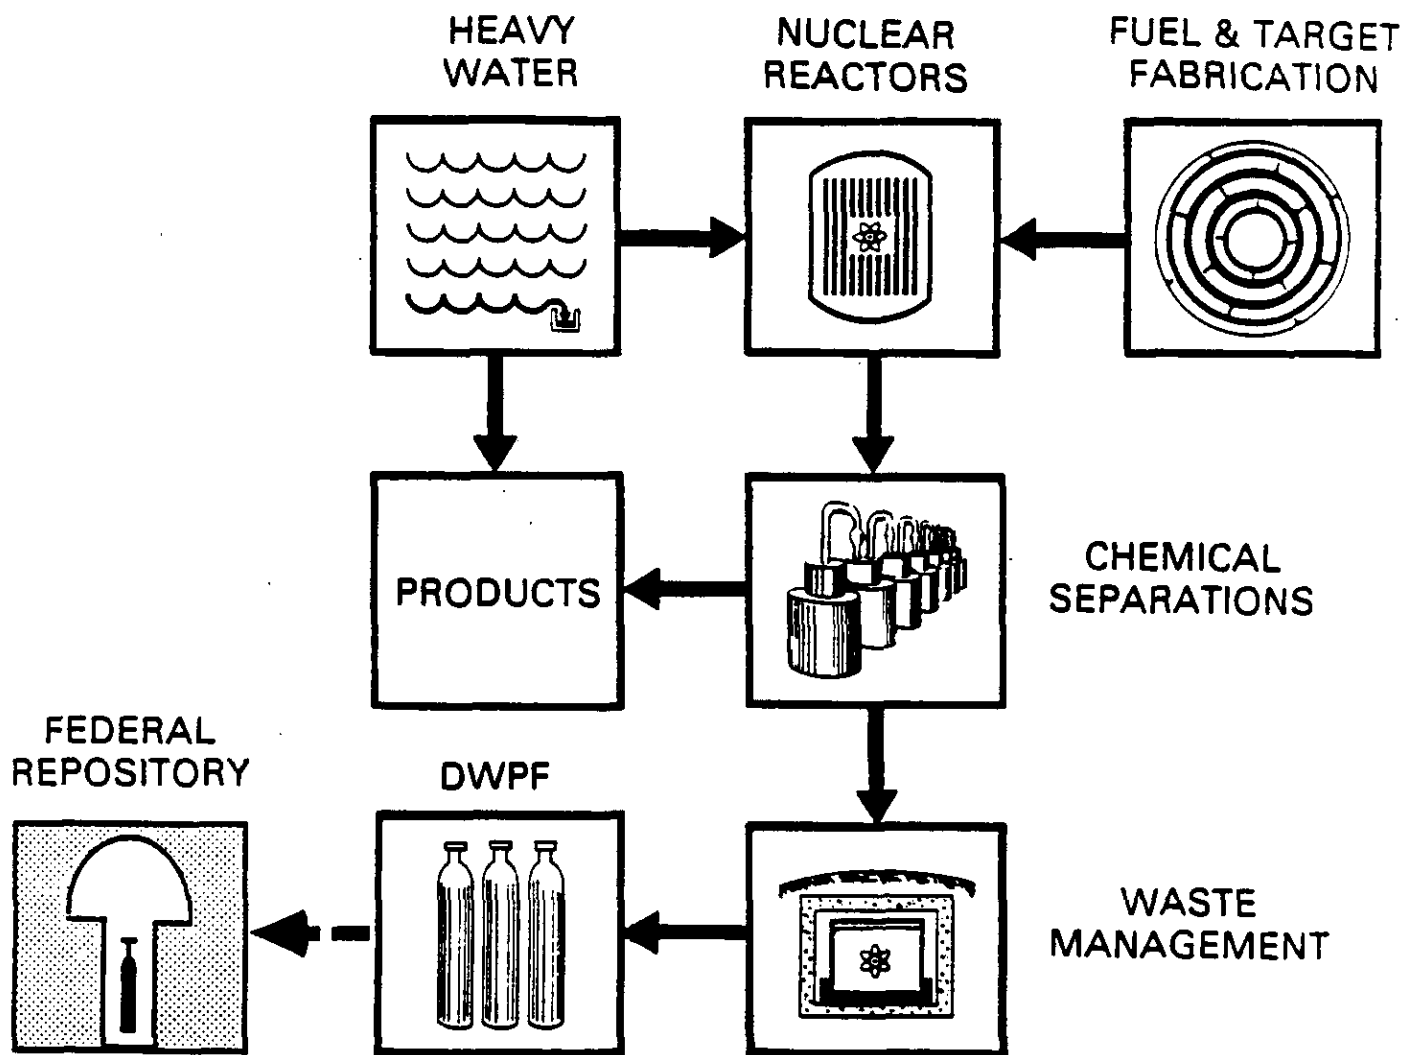 HEAVY
WATER
NUCLEAR
REACTORS
FUEL & TARGET
FABRICATION
PRODUCTS
CHEMICAL
SEPARATIONS
FEDERAL
REPOSITORY
DWPF
WASTE
MANAGEMENT